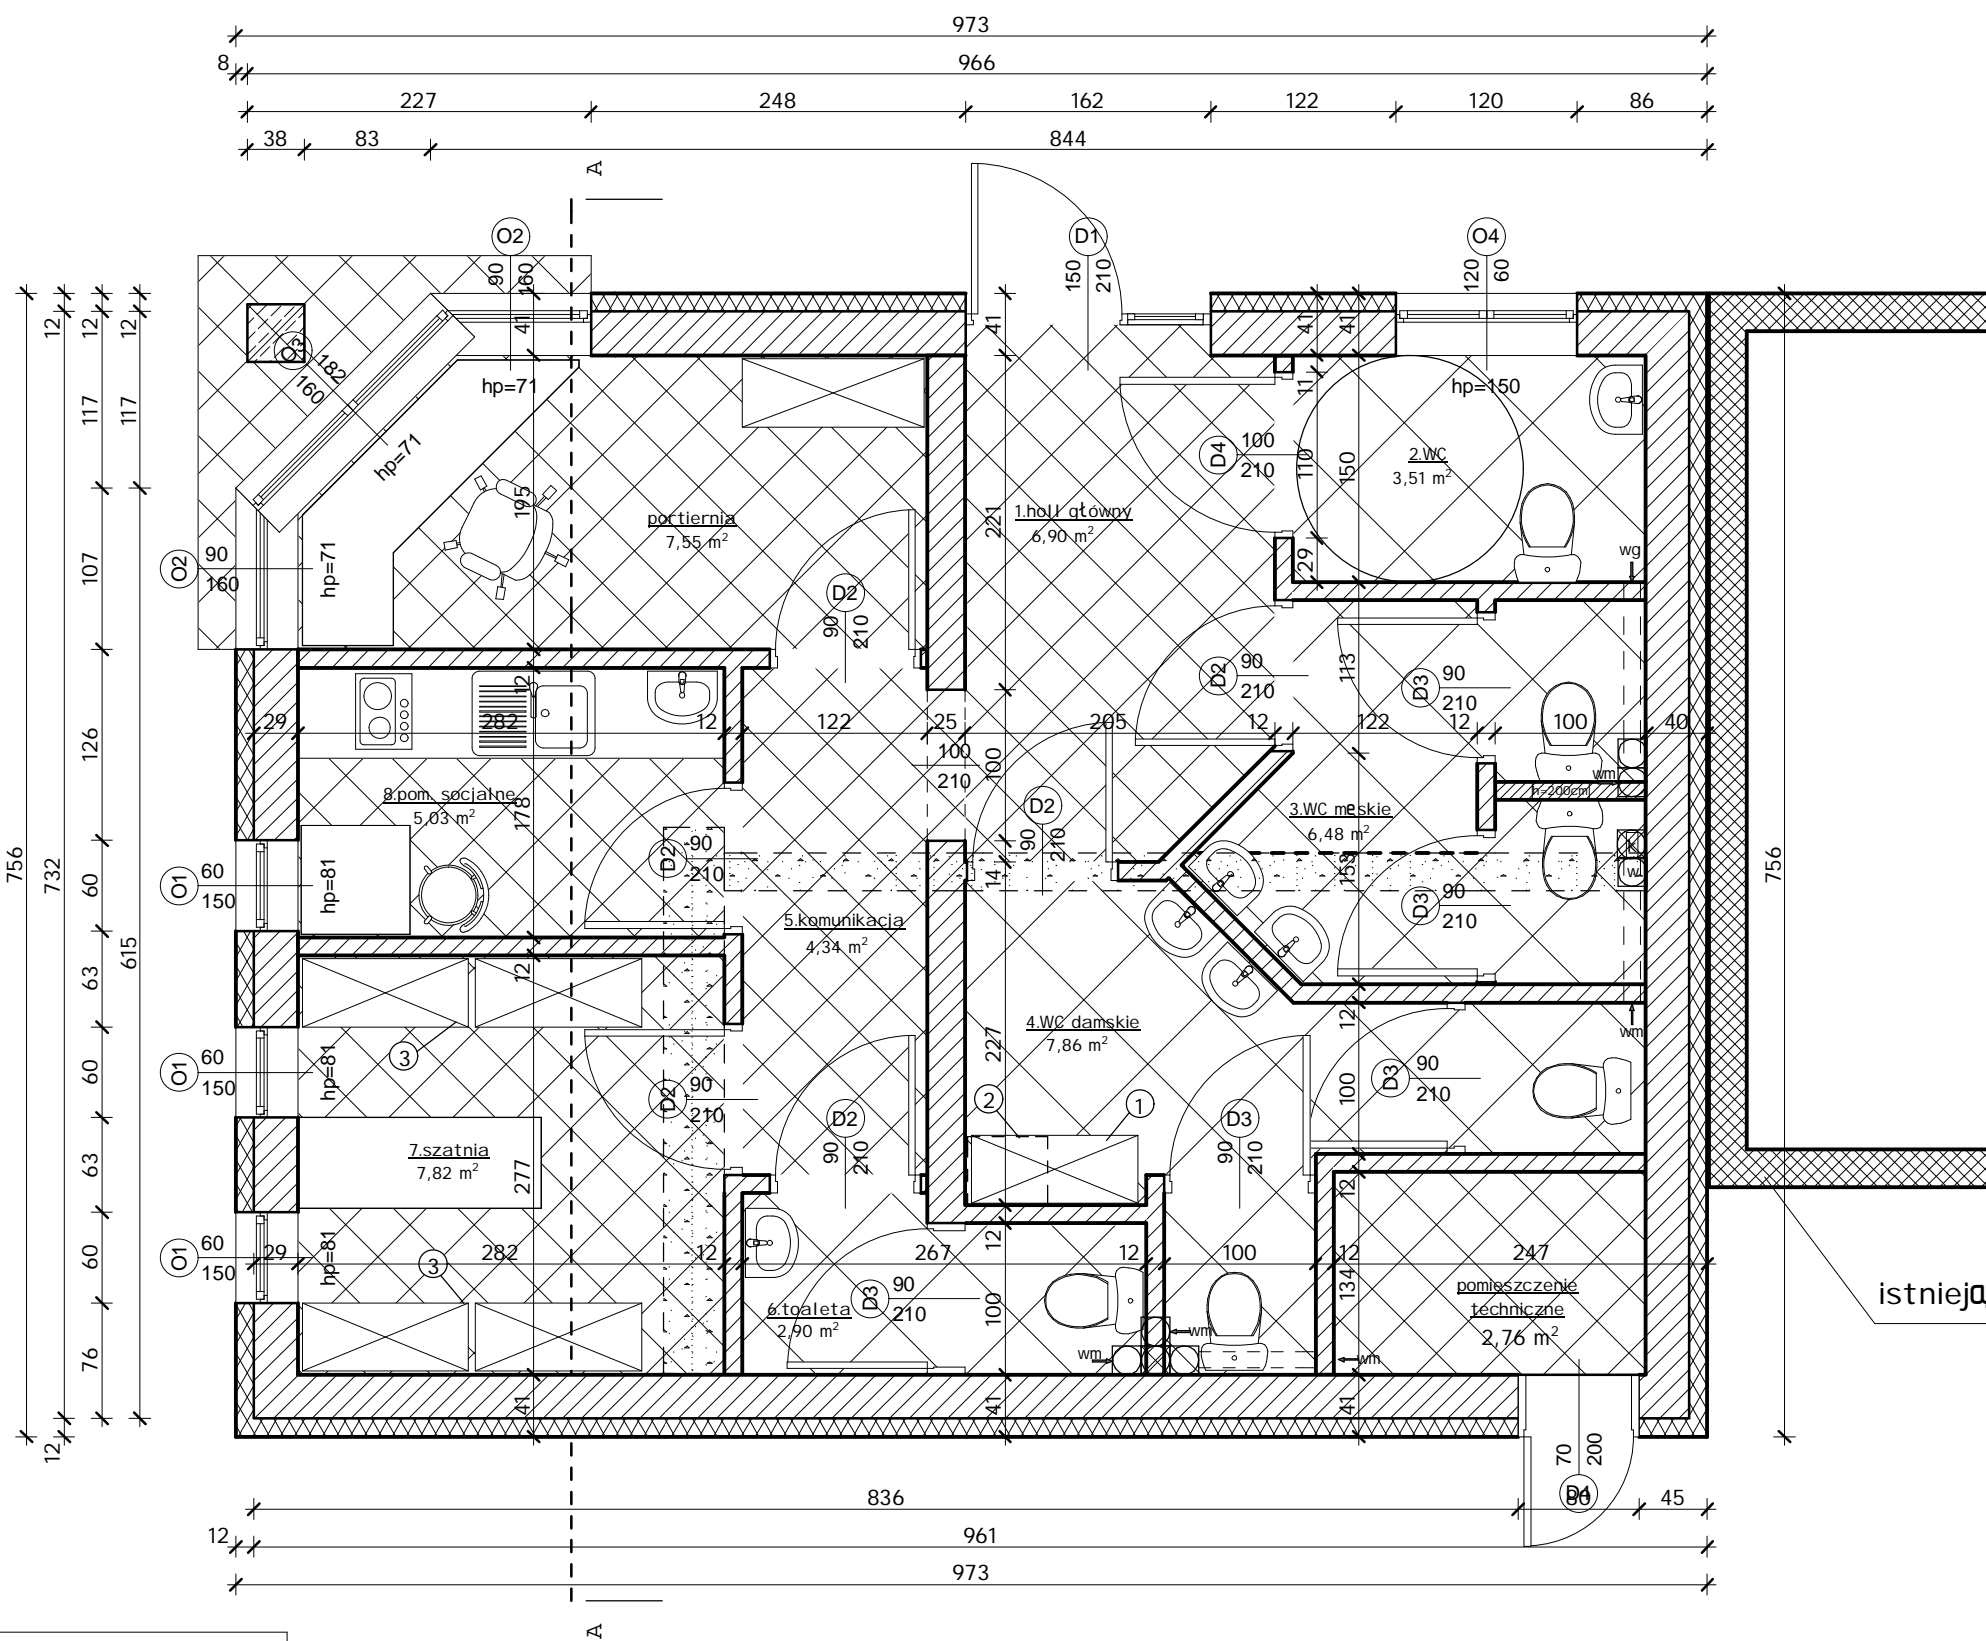 973
8 966
227 248 162 122 120 86
38 83 844
A
O2
90
160
D1
150
210
O4
120
60
12 12 12
41 41 41 41
O3
182
160
hp=71
hp=71
hp=150
117 117
11
D4
100
210
110
150
2.WC
3,51 m²
195
portiernia
7,55 m²
221
1.holl główny
6,90 m²
wg
O2
90
160
hp=71
107
29
D2
90
210
12
113
D2
90
210
D3
90
210
29 282 12 122 25 205 12 122 12 100 40
126
100
210
100
wm
h=200cm
8.pom. socjalne
5,03 m²
178
D2
90
210
3.WC męskie
6,48 m²
756
732
O1
60
150
hp=81
60
D2
90
210
14
153
w
756
D3
90
210
5.komunikacja
4,34 m²
615
63
12
12
wm
4.WC damskie
7,86 m²
227
3
O1
60
150
hp=81
60
D2
90
210
D2
90
210
2
1
D3
90
210
D3
90
210
100
7.szatnia
7,82 m²
63
277
12
O1
60
150
hp=81
60
29 282 12 267 12 100 12 247
3
12
134
6.toaleta
2,90 m²
D3
90
210
100
pomieszczenie
techniczne
2,76 m²
istnieją
76
wm
wm
wm
41 41 41
12
70
200
D4
836 80 45
12 961
973
A